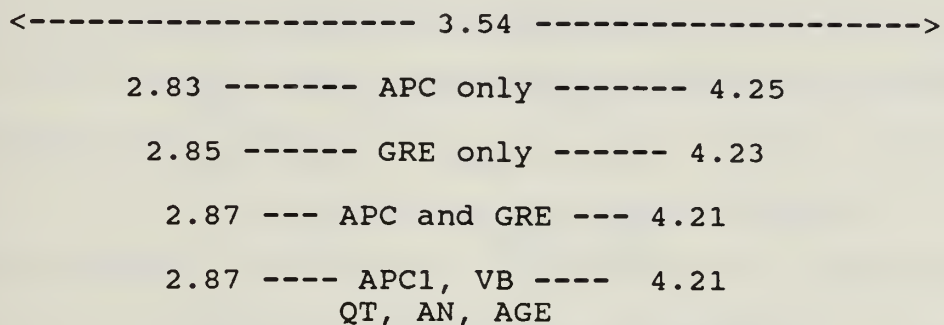 <---------------------- 3.54 ---------------------->
2.83 ------- APC only ------- 4.25
2.85 ------ GRE only ------ 4.23
2.87 --- APC and GRE --- 4.21
2.87 ---- APC1, VB ---- 4.21
QT, AN, AGE